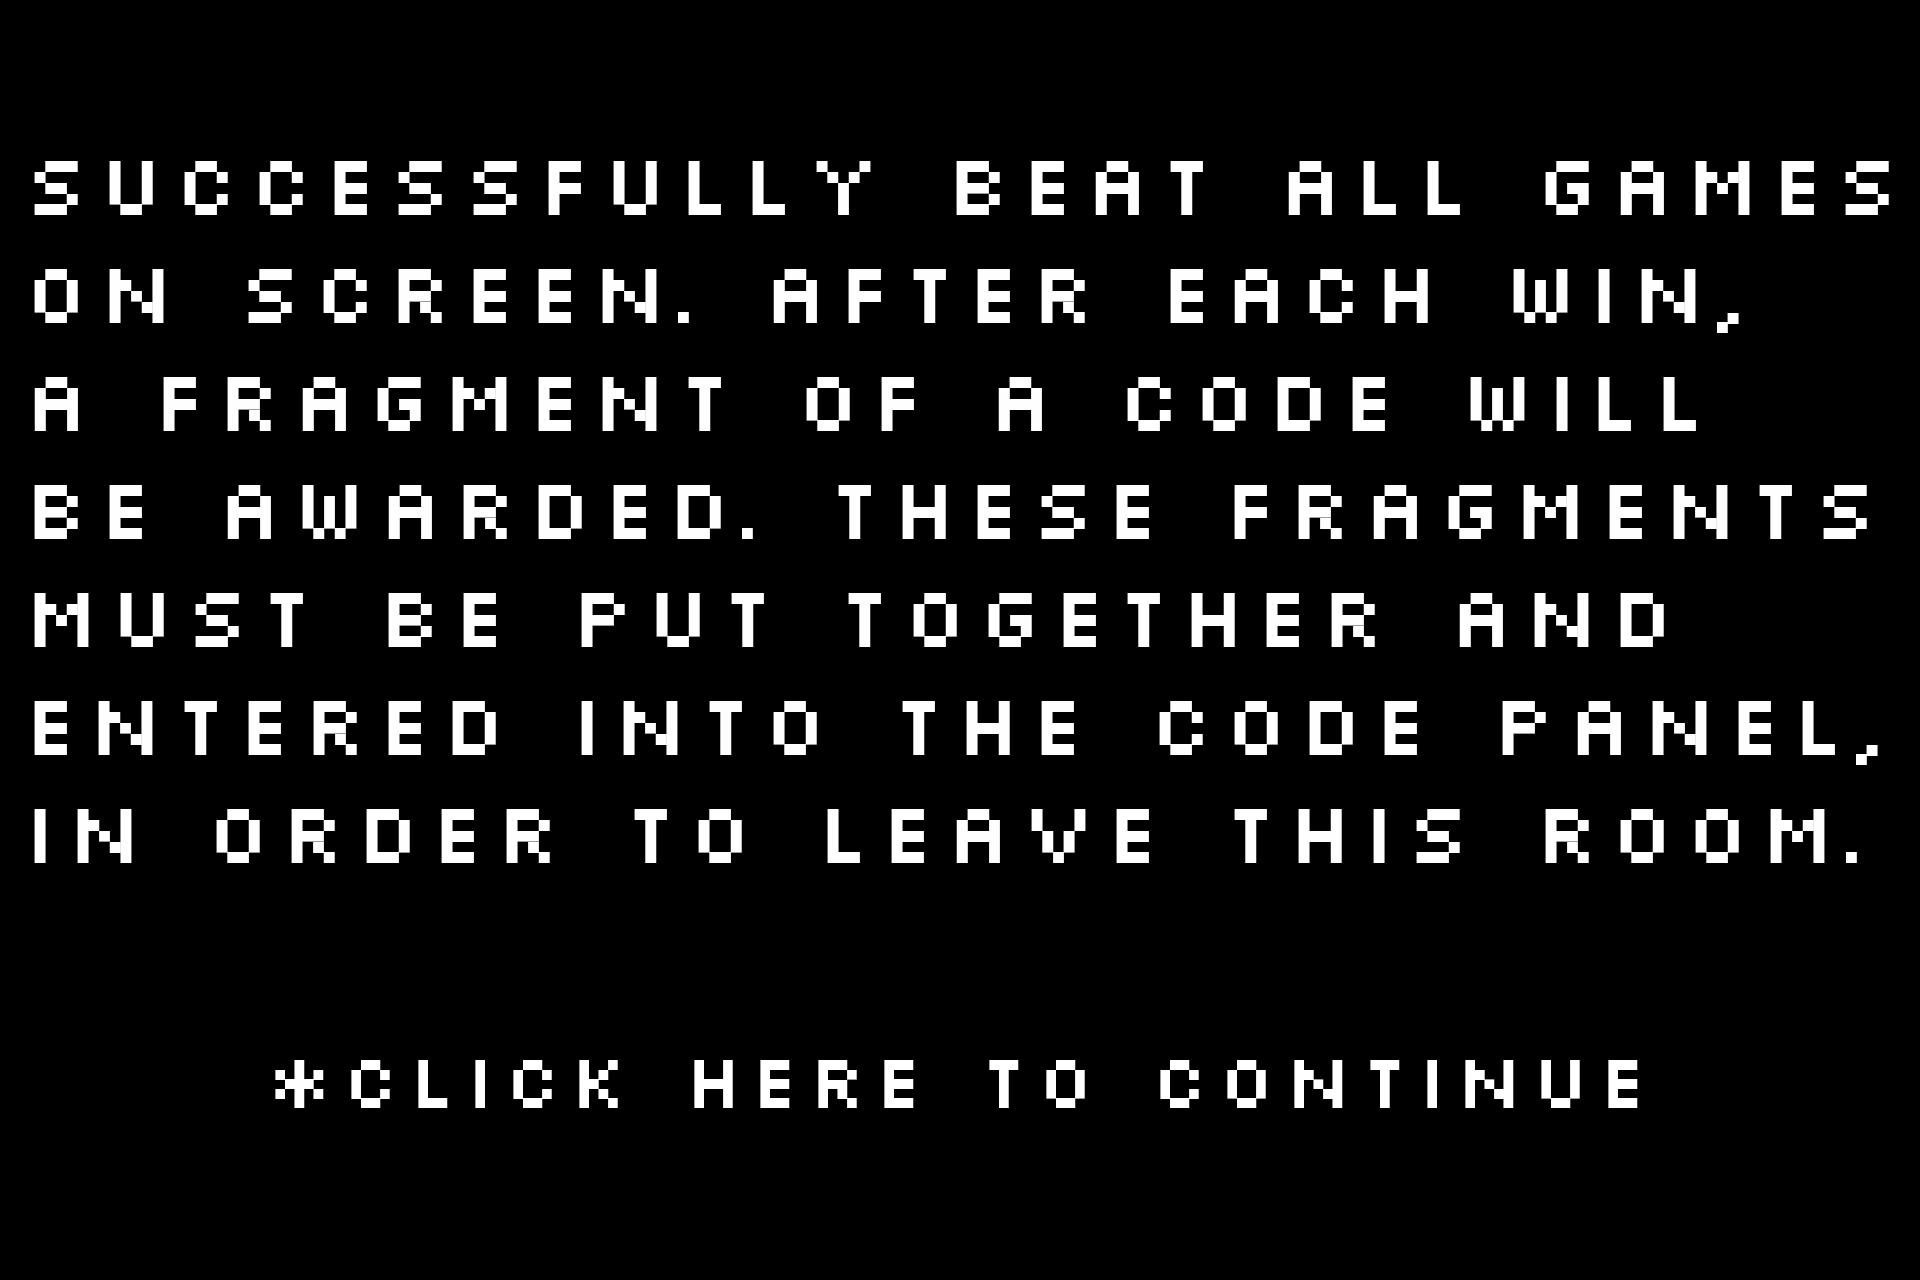 SUCCESSFULLY BEAT ALL GAMES
ON SCREEN. AFTER EACH WIN,
A FRAGMENT OF A CODE WILL
BE AWARDED. THESE FRAGMENTS
MUST BE PUT TOGETHER AND
ENTERED INTO THE CODE PANEL,
IN ORDER TO LEAVE THIS ROOM.
*CLICK HERE TO CONTINUE